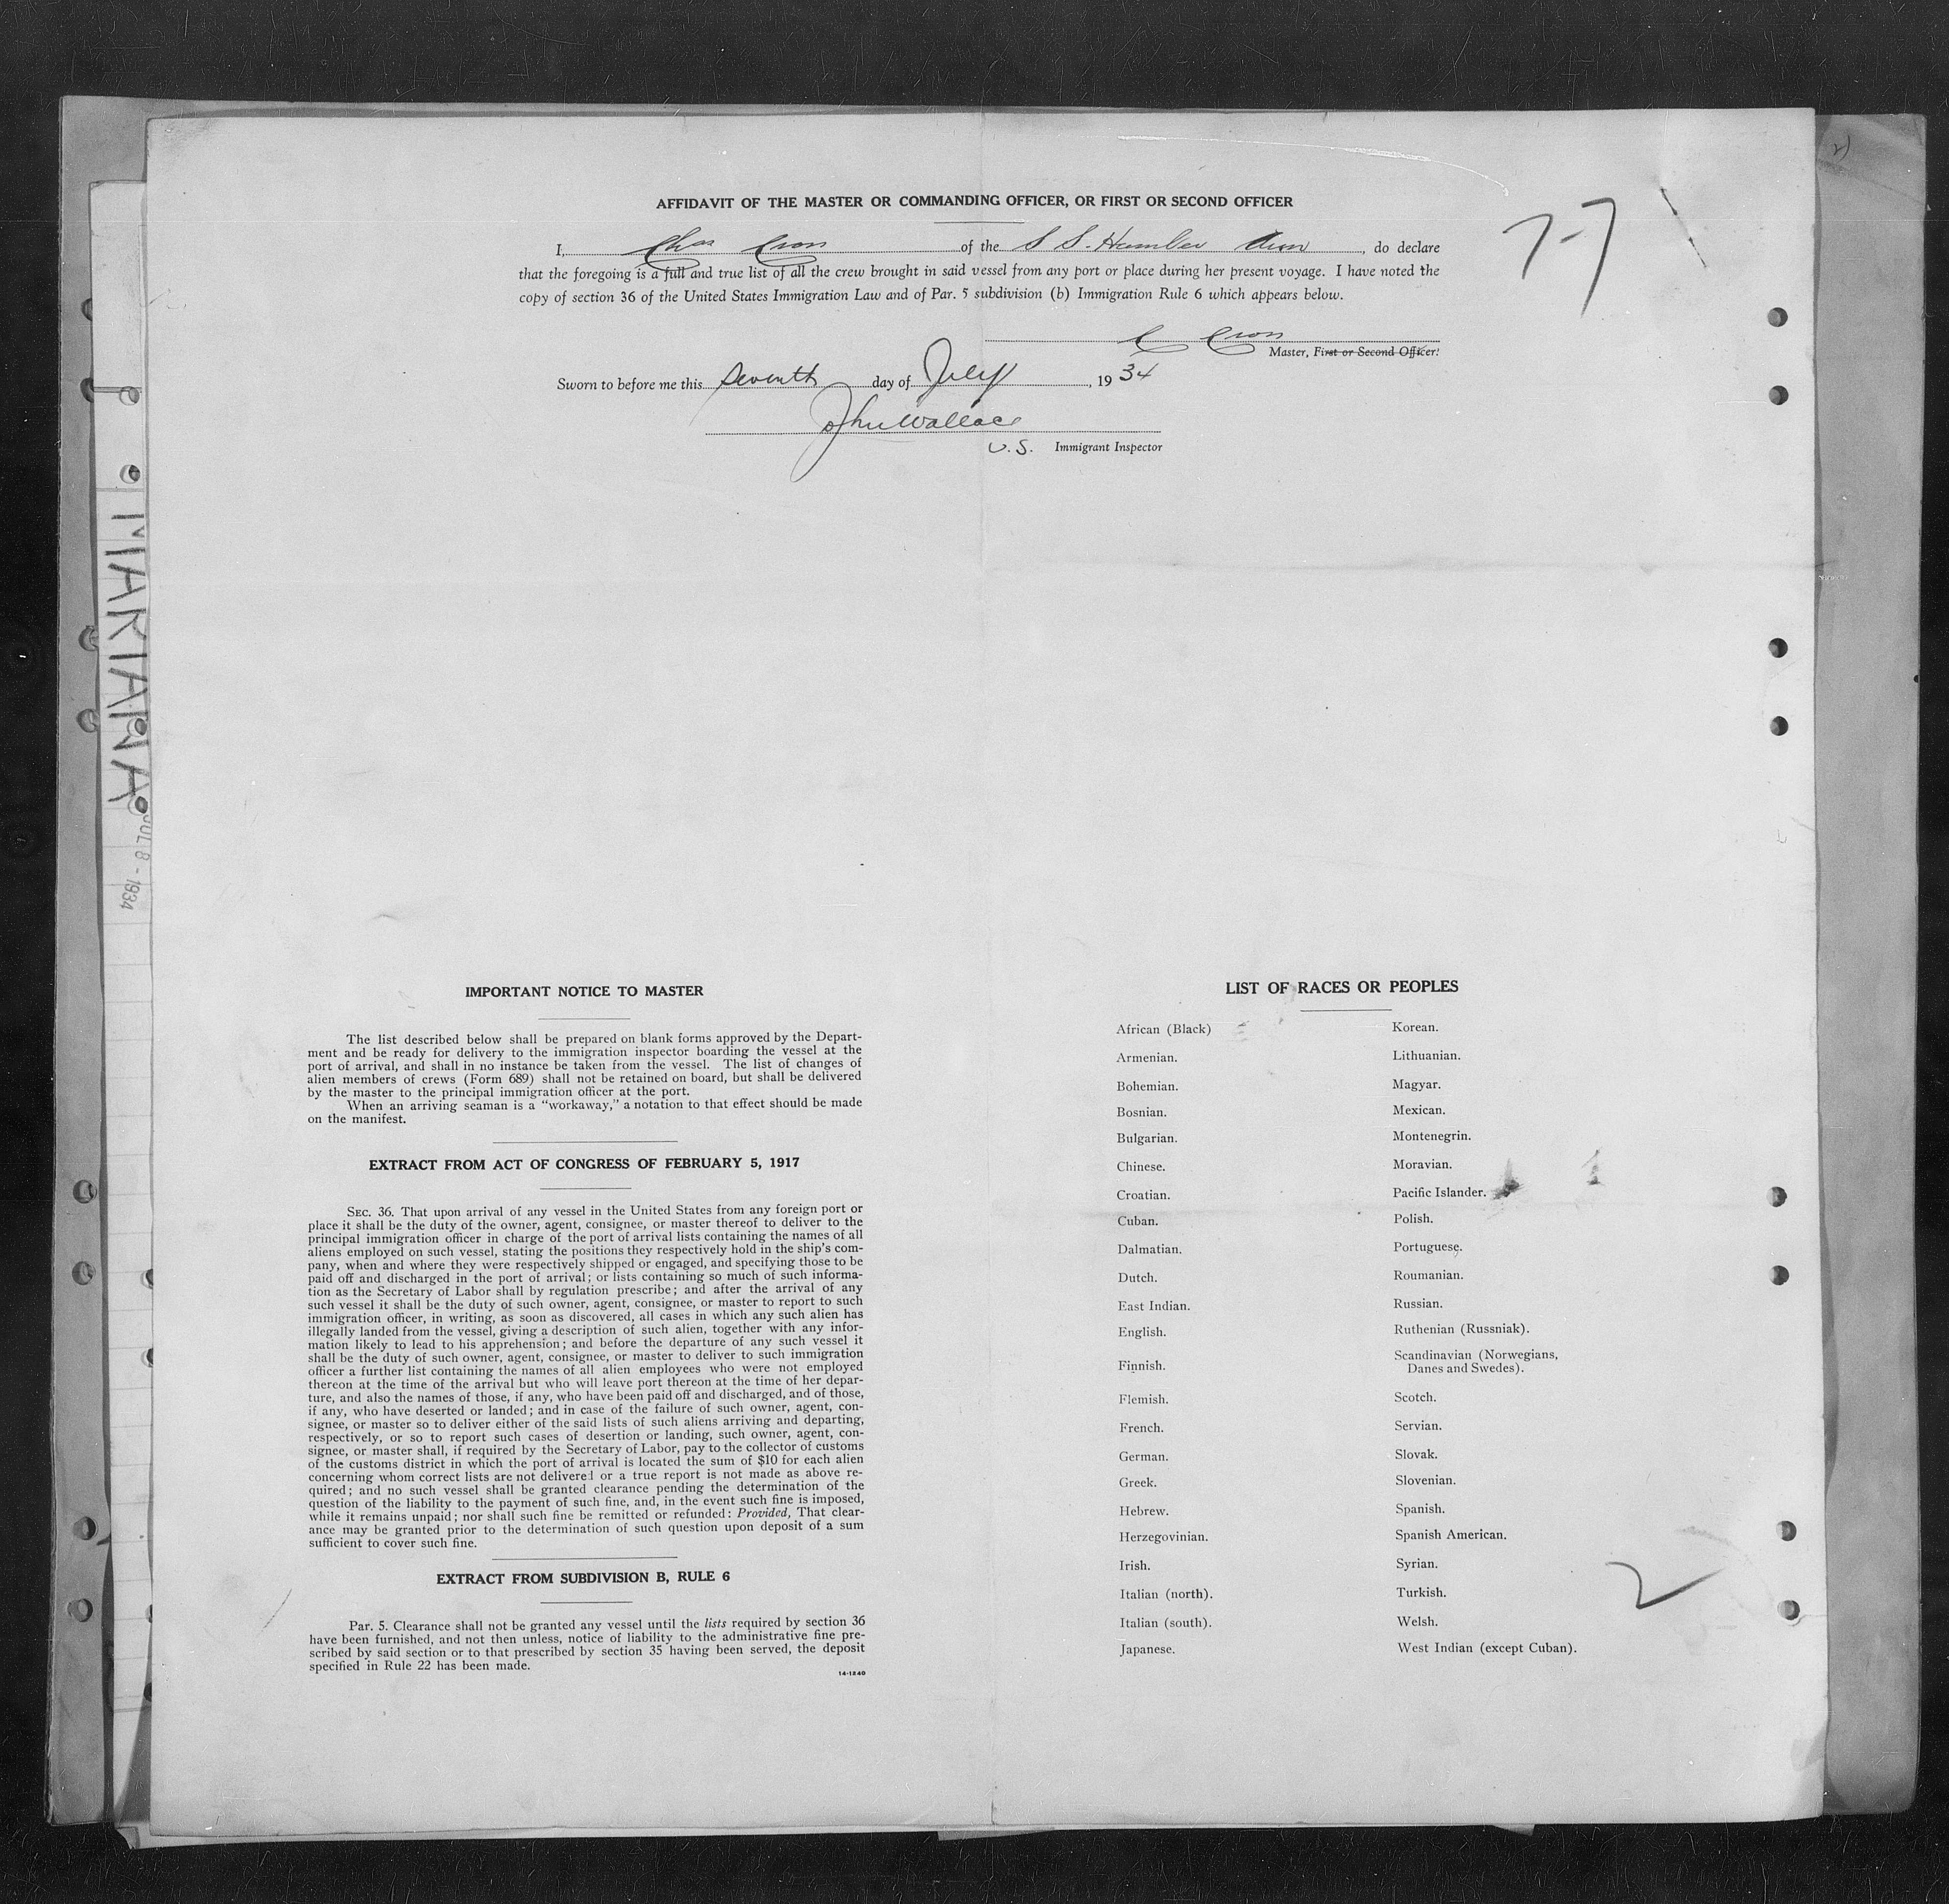 AFFIDAVIT OF THE MASTER OR COMMANDING OFFICER, OR FIRST OR SECOND OFFICER
7-7
I, Chas Cron of the S S. Humber Arm, do declare
that the foregoing is a full and true list of all the crew brought in said vessel from any port or place during her present voyage. I have noted the
copy of section 36 of the United States Immigration Law and of Par. 5 subdivision (b) Immigration Rule 6 which appears below.
C Cron
Master, First or Second Officer.
Sworn to before me this seventh day of July, 19 34
John Wallace
U.S. Immigrant Inspector
MARIANA
JUL 8 - 1934
IMPORTANT NOTICE TO MASTER
The list described below shall be prepared on blank forms approved by the Depart-
ment and be ready for delivery to the immigration inspector boarding the vessel at the
port of arrival, and shall in no instance be taken from the vessel. The list of changes of
alien members of crews (Form 689) shall not be retained on board, but shall be delivered
by the master to the principal immigration officer at the port.
When an arriving seaman is a "workaway," a notation to that effect should be made
on the manifest.
EXTRACT FROM ACT OF CONGRESS OF FEBRUARY 5, 1917
SEC. 36. That upon arrival of any vessel in the United States from any foreign port or
place it shall be the duty of the owner, agent, consignee, or master thereof to deliver to the
principal immigration officer in charge of the port of arrival lists containing the names of all
aliens employed on such vessel, stating the positions they respectively hold in the ship's com-
pany, when and where they were respectively shipped or engaged, and specifying those to be
paid off and discharged in the port of arrival; or lists containing so much of such informa-
tion as the Secretary of Labor shall by regulation prescribe; and after the arrival of any
such vessel it shall be the duty of such owner, agent, consignee, or master to report to such
immigration officer, in writing, as soon as discovered, all cases in which any such alien has
illegally landed from the vessel, giving a description of such alien, together with any infor-
mation likely to lead to his apprehension; and before the departure of any such vessel it
shall be the duty of such owner, agent, consignee, or master to deliver to such immigration
officer a further list containing the names of all alien employees who were not employed
thereon at the time of the arrival but who will leave port thereon at the time of her depar-
ture, and also the names of those, if any, who have been paid off and discharged, and of those,
if any, who have deserted or landed; and in case of the failure of such owner, agent, con-
signee, or master so to deliver either of the said lists of such aliens arriving and departing,
respectively, or so to report such cases of desertion or landing, such owner, agent, con-
signee, or master shall, if required by the Secretary of Labor, pay to the collector of customs
of the customs district in which the port of arrival is located the sum of $10 for each alien
concerning whom correct lists are not delivered or a true report is not made as above re-
quired; and no such vessel shall be granted clearance pending the determination of the
question of the liability to the payment of such fine, and, in the event such fine is imposed,
while it remains unpaid; nor shall such fine be remitted or refunded: Provided, That clear-
ance may be granted prior to the determination of such question upon deposit of a sum
sufficient to cover such fine.
EXTRACT FROM SUBDIVISION B, RULE 6
Par. 5. Clearance shall not be granted any vessel until the lists required by section 36
have been furnished, and not then unless, notice of liability to the administrative fine pre-
scribed by said section or to that prescribed by section 35 having been served, the deposit
specified in Rule 22 has been made.
14-1240
LIST OF RACES OR PEOPLES
African (Black)
Armenian.
Bohemian.
Bosnian.
Bulgarian.
Chinese.
Croatian.
Cuban.
Dalmatian.
Dutch.
East Indian.
English.
Finnish.
Flemish.
French.
German.
Greek.
Hebrew.
Herzegovinian.
Irish.
Italian (north).
Italian (south).
Japanese.
Korean.
Lithuanian.
Magyar.
Mexican.
Montenegrin.
Moravian.
Pacific Islander.
Polish.
Portuguese.
Roumanian.
Russian.
Ruthenian (Russniak).
Scandinavian (Norwegians,
Danes and Swedes).
Scotch.
Servian.
Slovak.
Slovenian.
Spanish.
Spanish American.
Syrian.
Turkish.
Welsh.
West Indian (except Cuban).
2